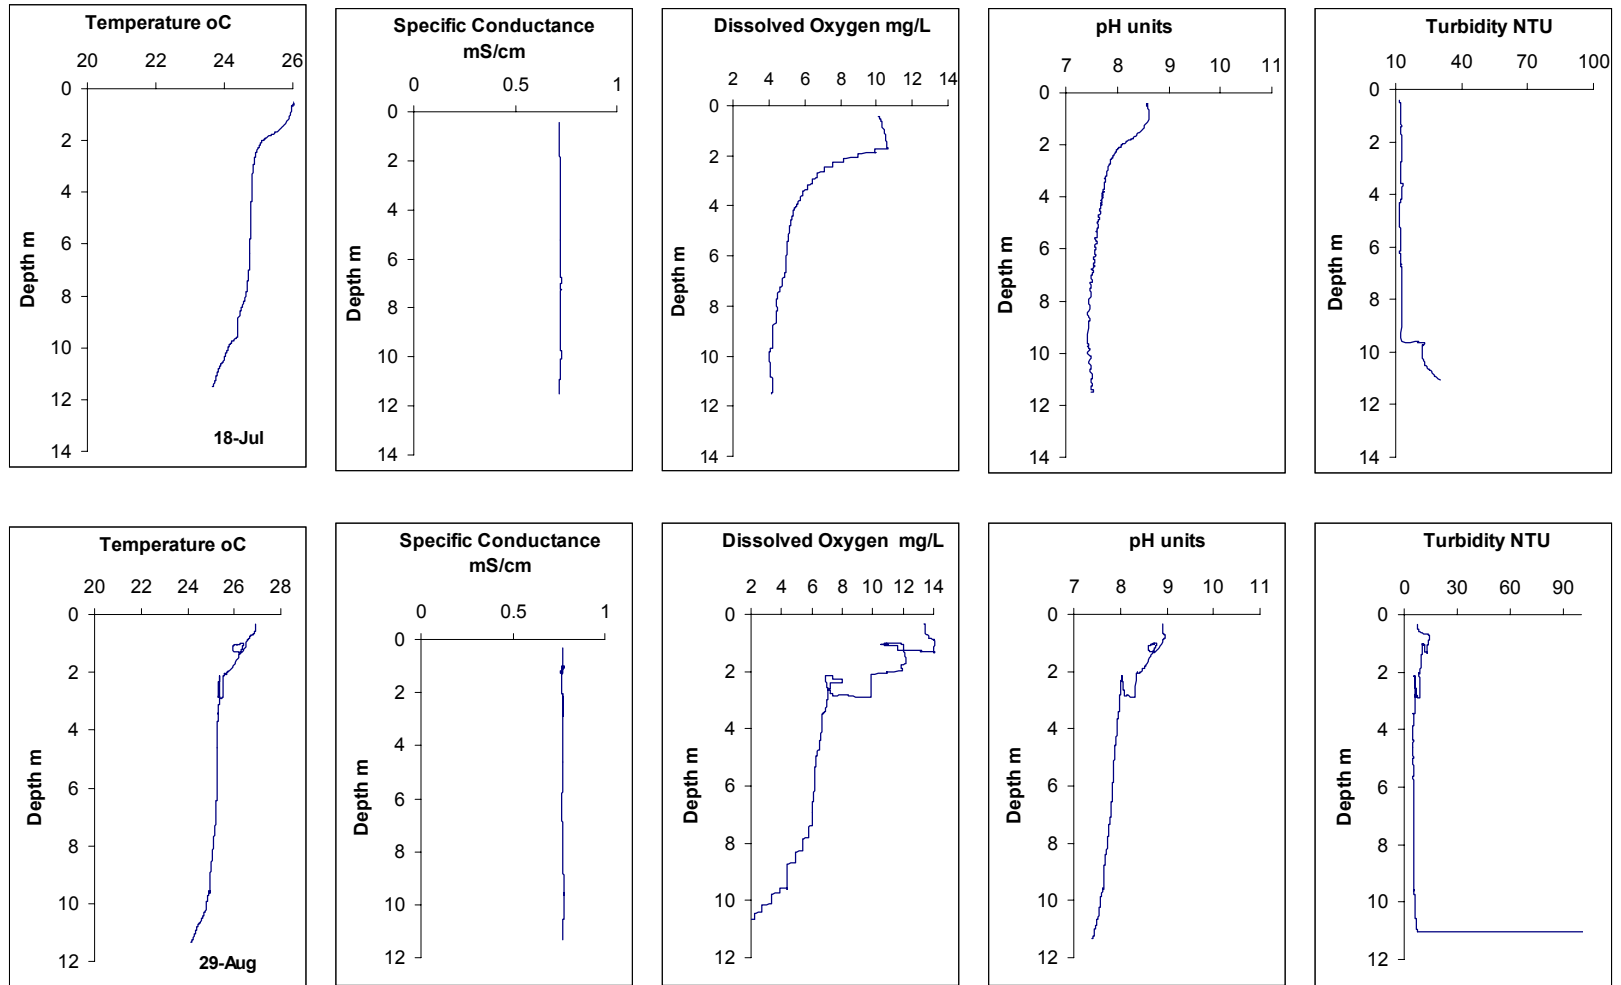 Temperature oC
20 22 24 26
0
2
4
6
8
10
12
14
Depth m
18-Jul
Specific Conductance
mS/cm
0 0.5 1
0
2
4
6
8
10
12
14
Depth m
Dissolved Oxygen mg/L
2 4 6 8 10 12 14
0
2
4
6
8
10
12
14
Depth m
pH units
7 8 9 10 11
0
2
4
6
8
10
12
14
Depth m
Turbidity NTU
10 40 70 100
0
2
4
6
8
10
12
14
Depth m
Temperature oC
20 22 24 26 28
0
2
4
6
8
10
12
Depth m
29-Aug
Specific Conductance
mS/cm
0 0.5 1
0
2
4
6
8
10
12
Depth m
Dissolved Oxygen mg/L
2 4 6 8 10 12 14
0
2
4
6
8
10
12
Depth m
pH units
7 8 9 10 11
0
2
4
6
8
10
12
Depth m
Turbidity NTU
0 30 60 90
0
2
4
6
8
10
12
Depth m